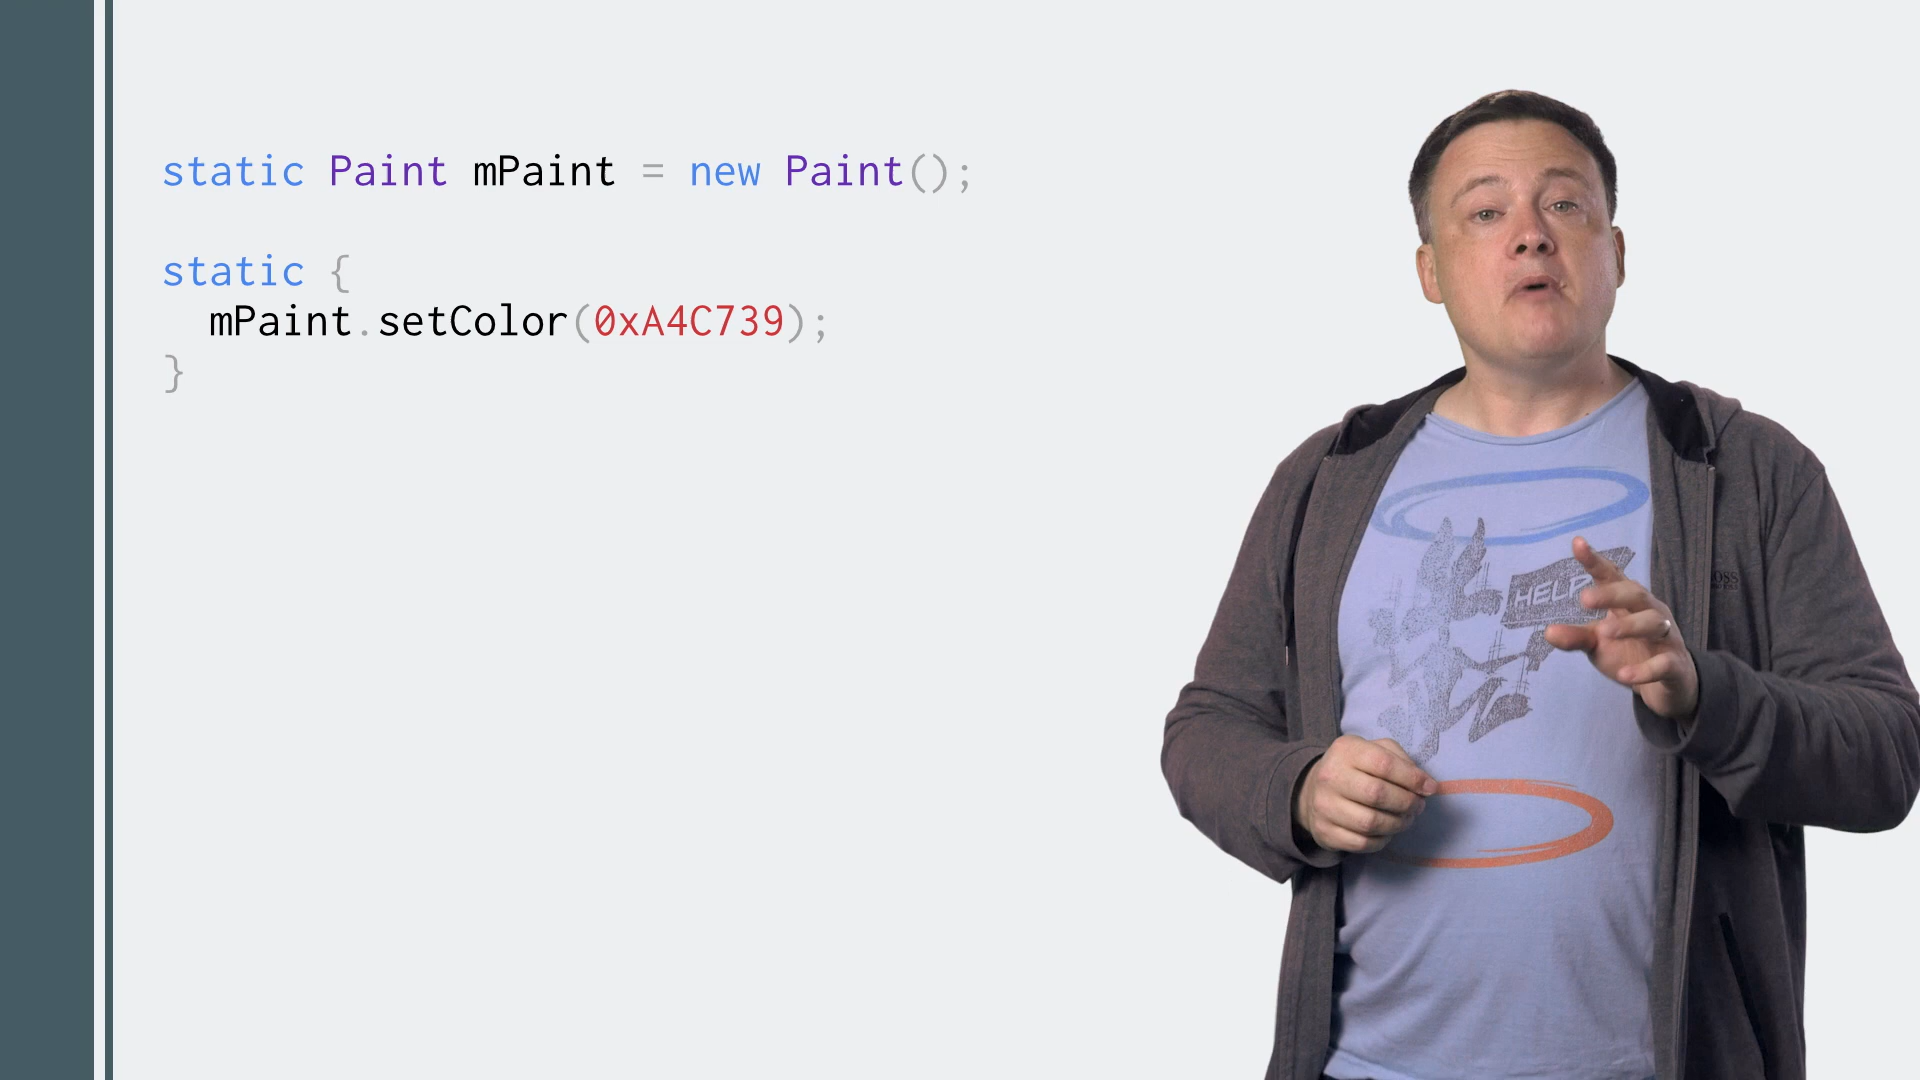 static Paint mPaint = new Paint();
static {
  mPaint.setColor(0xA4C739);
}
HELP